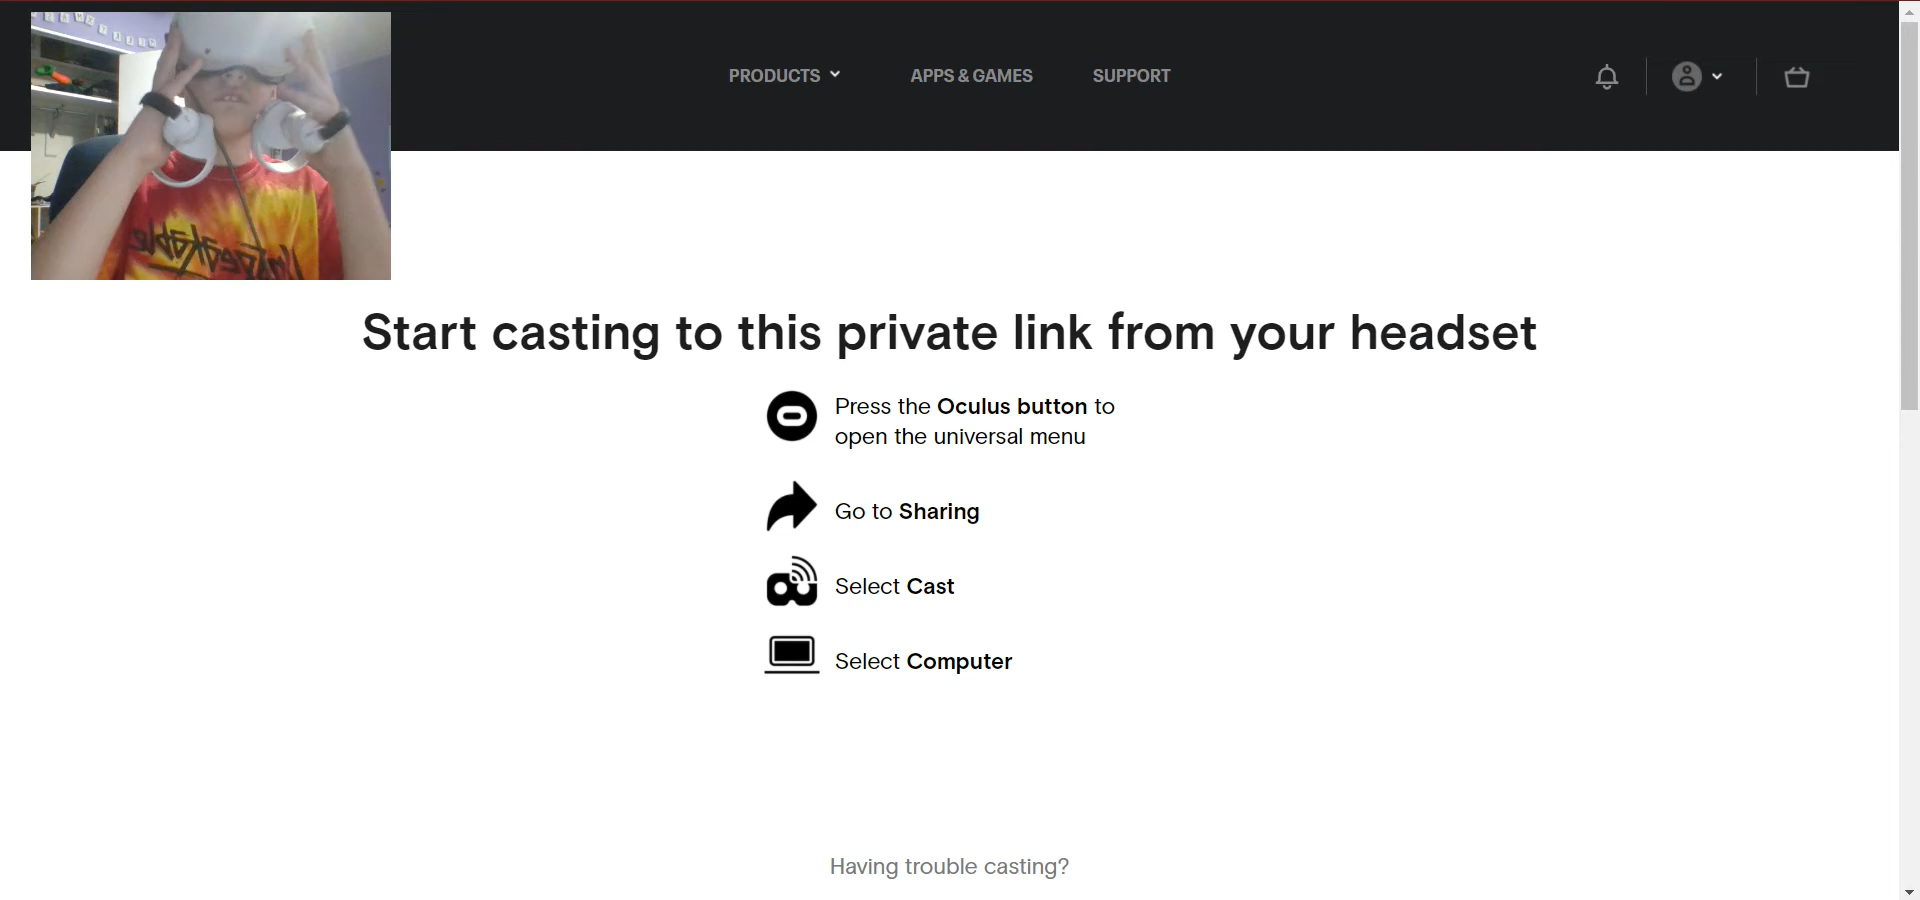 PRODUCTS
APPS & GAMES
SUPPORT
Unspeakable
Start casting to this private link from your headset
Press the Oculus button to
open the universal menu
Go to Sharing
Select Cast
Select Computer
Having trouble casting?